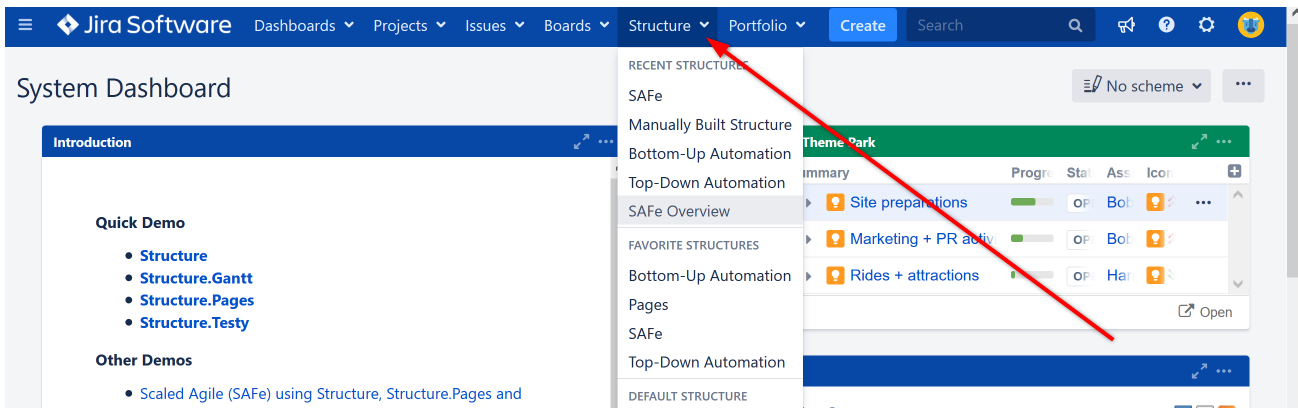 Jira Software Dashboards Projects Issues Boards Structure Portfolio Create Search
System Dashboard
No scheme
Introduction
Quick Demo
Structure
Structure.Gantt
Structure.Pages
Structure.Testy
Other Demos
Scaled Agile (SAFe) using Structure, Structure.Pages and
RECENT STRUCTURES
SAFe
Manually Built Structure
Bottom-Up Automation
Top-Down Automation
SAFe Overview
FAVORITE STRUCTURES
Bottom-Up Automation
Pages
SAFe
Top-Down Automation
DEFAULT STRUCTURE
Theme Park
ummary Progre Stat Ass Icon
Site preparations OP Bob
Marketing + PR activi OP Bob
Rides + attractions OP Har
Open